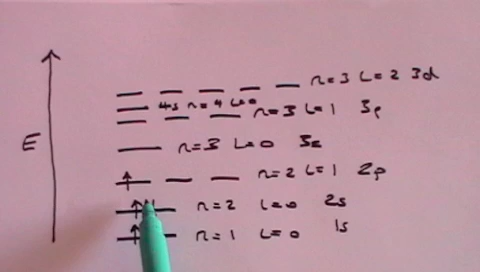 n=3 L=2 3d
4s n=4 L=0
n=3 L=1 3p
E
n=3 L=0 3s
n=2 L=1 2p
n=2 L=0 2s
n=1 L=0 1s